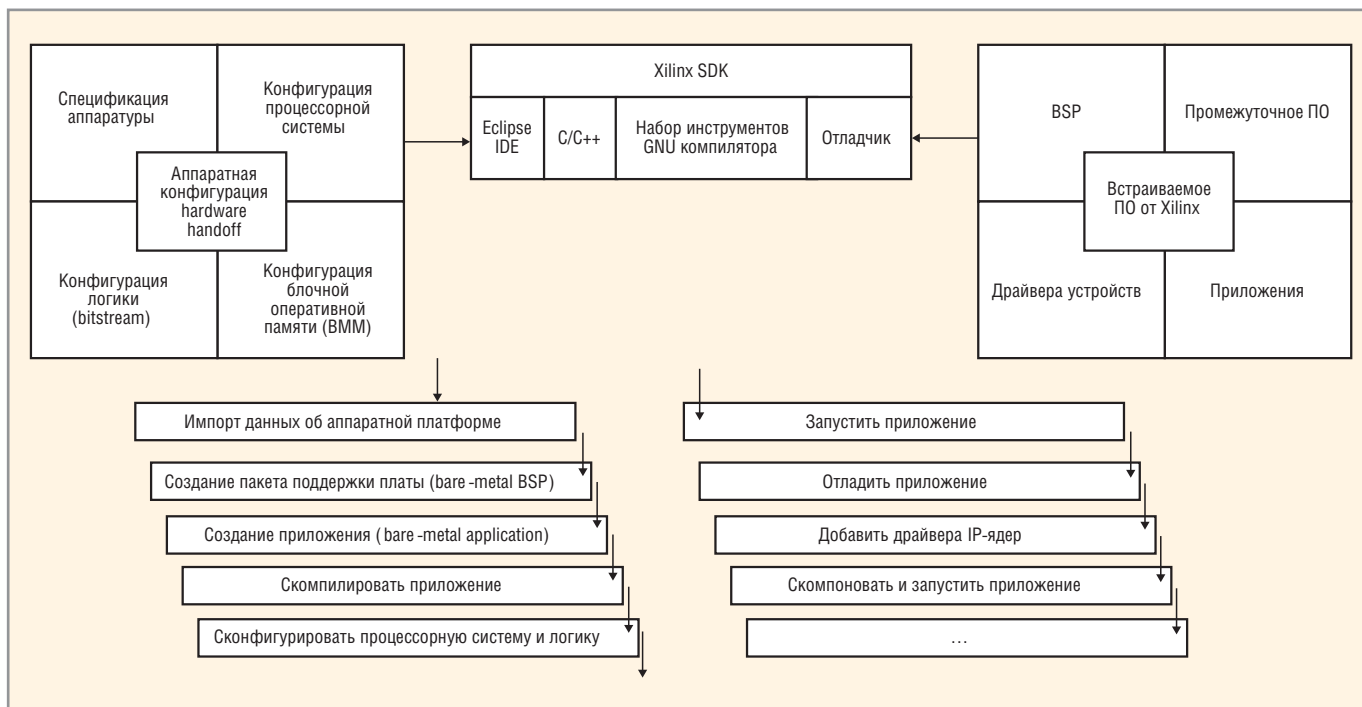 Спецификация
аппаратуры
Конфигурация
процессорной
системы
Аппаратная
конфигурация
hardware
handoff
Конфигурация
логики
(bitstream)
Конфигурация
блочной
оперативной
памяти (BMM)
Xilinx SDK
Eclipse
IDE
C/C++
Набор инструментов
GNU компилятора
Отладчик
BSP
Промежуточное ПО
Встраиваемое
ПО от Xilinx
Драйвера устройств
Приложения
Импорт данных об аппаратной платформе
Создание пакета поддержки платы (bare-metal BSP)
Создание приложения (bare-metal application)
Скомпилировать приложение
Сконфигурировать процессорную систему и логику
Запустить приложение
Отладить приложение
Добавить драйвера IP-ядер
Скомпоновать и запустить приложение
...